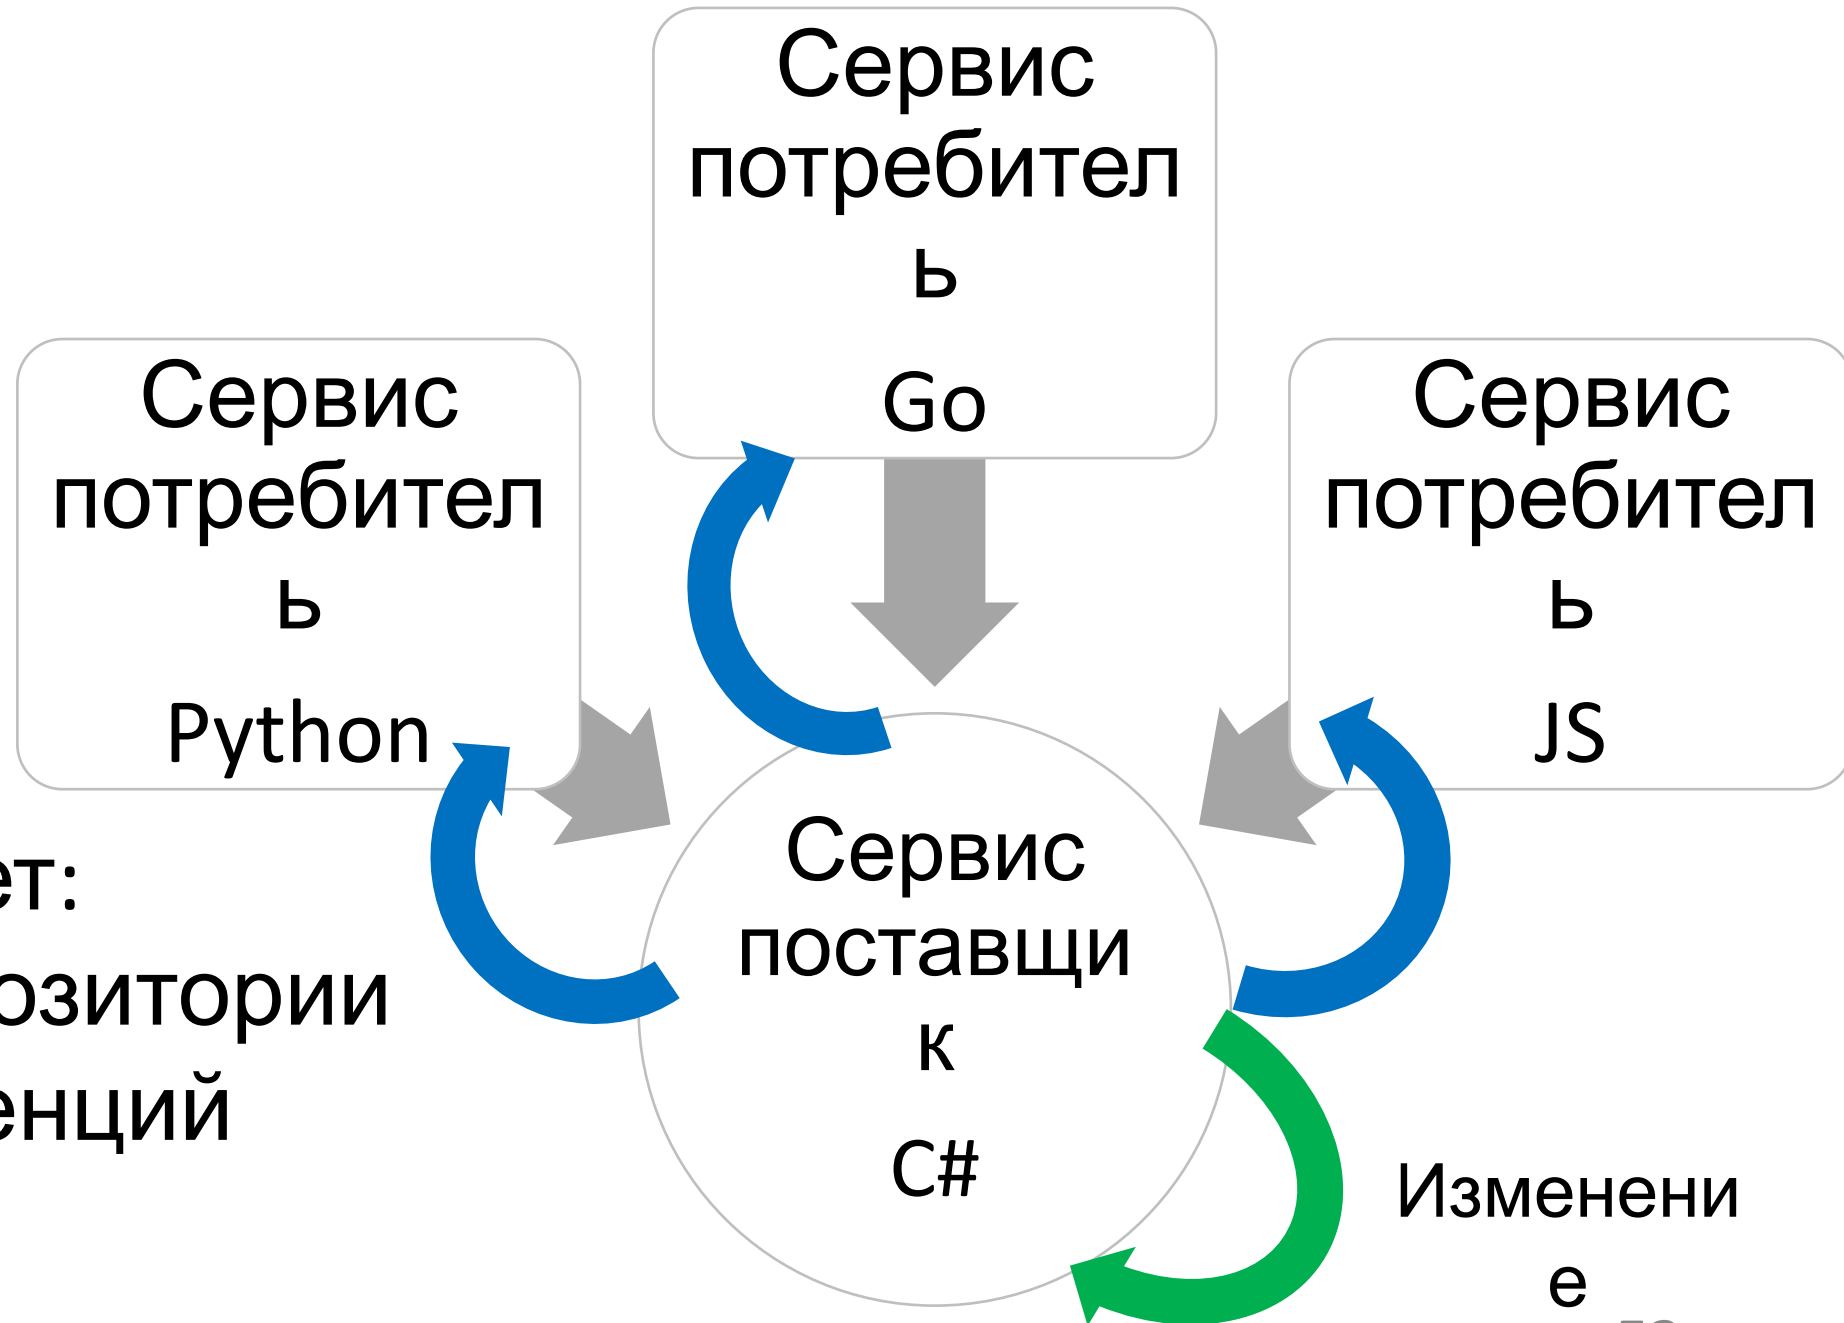 Сервис
потребител
ь
Go
Сервис
потребител
ь
Python
Сервис
потребител
ь
JS
Сервис
поставщи
к
C#
ет:
озитории
енций
Изменени
е